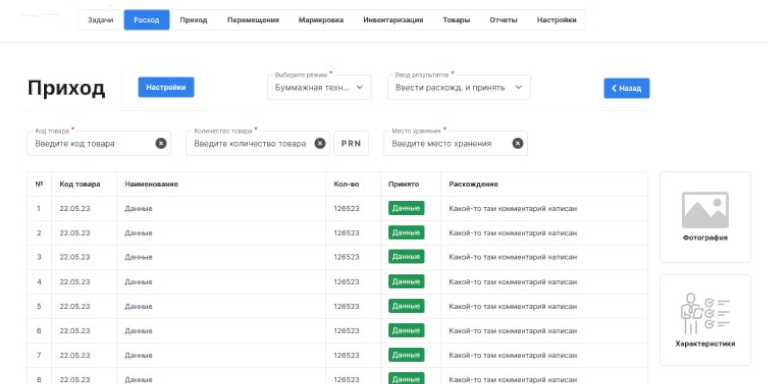 Задачи Расход Приход Перемещения Марикровка Инвентаризация Товары Отчеты Настройки
Выберите режим * Ввод результатов *
Приход Настройки Буммажная техн... Ввести расхожд. и принять Назад
Код товара * Количество товара * Место хранения *
Введите код товара Введите количество товара PRN Введите место хранения
№ Код товара Наименование Кол-во Принято Расхождение
1 22.05.23 Данные 126523 Данные Какой-то там комментарий написан
2 22.05.23 Данные 126523 Данные Какой-то там комментарий написан
Фотография
3 22.05.23 Данные 126523 Данные Какой-то там комментарий написан
4 22.05.23 Данные 126523 Данные Какой-то там комментарий написан
5 22.05.23 Данные 126523 Данные Какой-то там комментарий написан
6 22.05.23 Данные 126523 Данные Какой-то там комментарий написан
Характеристики
7 22.05.23 Данные 126523 Данные Какой-то там комментарий написан
8 22.05.23 Данные 126523 Данные Какой-то там комментарий написан